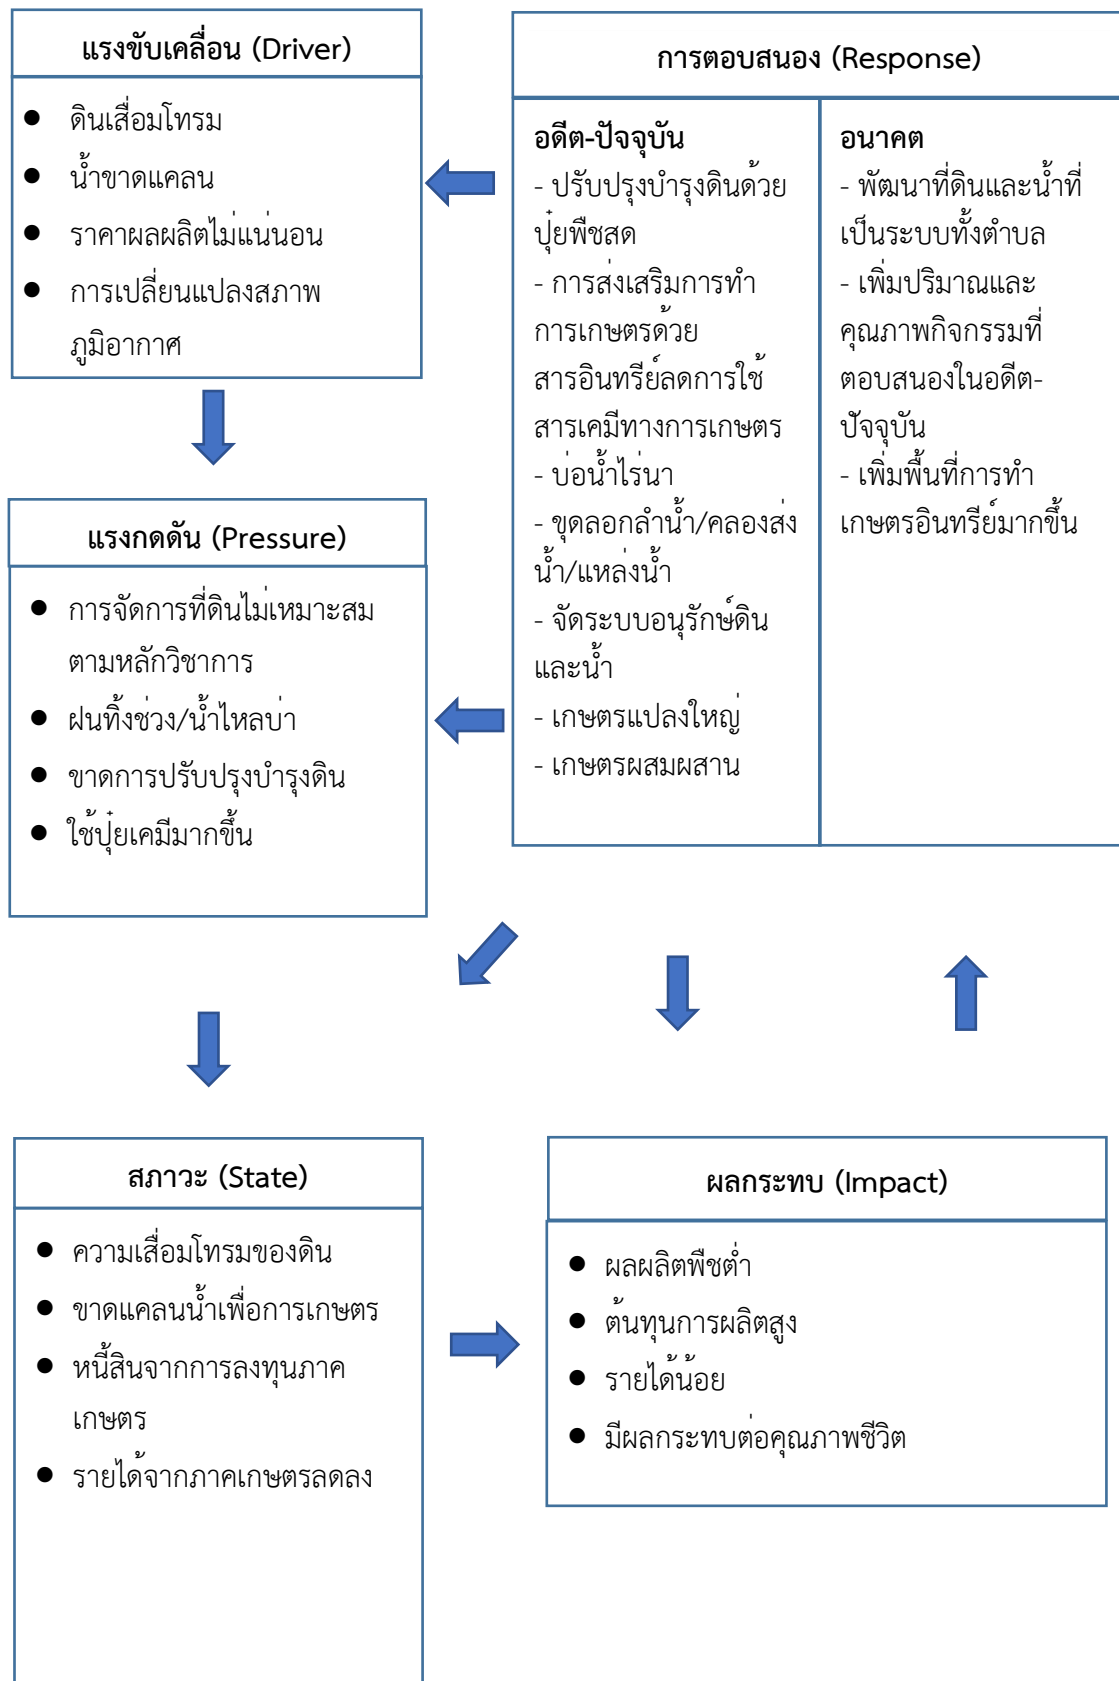 แรงขับเคลื่อน (Driver)
● ดินเสื่อมโทรม
● น้ำขาดแคลน
● ราคาผลผลิตไม่แน่นอน
● การเปลี่ยนแปลงสภาพ
ภูมิอากาศ
การตอบสนอง (Response)
อดีต-ปัจจุบัน
- ปรับปรุงบำรุงดินด้วย
ปุ๋ยพืชสด
- การส่งเสริมการทำ
การเกษตรด้วย
สารอินทรีย์ลดการใช้
สารเคมีทางการเกษตร
- บ่อน้ำไร่นา
- ขุดลอกลำน้ำ/คลองส่ง
น้ำ/แหล่งน้ำ
- จัดระบบอนุรักษ์ดิน
และน้ำ
- เกษตรแปลงใหญ่
- เกษตรผสมผสาน
อนาคต
- พัฒนาที่ดินและน้ำที่
เป็นระบบทั้งตำบล
- เพิ่มปริมาณและ
คุณภาพกิจกรรมที่
ตอบสนองในอดีต-
ปัจจุบัน
- เพิ่มพื้นที่การทำ
เกษตรอินทรีย์มากขึ้น
แรงกดดัน (Pressure)
● การจัดการที่ดินไม่เหมาะสม
ตามหลักวิชาการ
● ฝนทิ้งช่วง/น้ำไหลบ่า
● ขาดการปรับปรุงบำรุงดิน
● ใช้ปุ๋ยเคมีมากขึ้น
สภาวะ (State)
● ความเสื่อมโทรมของดิน
● ขาดแคลนน้ำเพื่อการเกษตร
● หนี้สินจากการลงทุนภาค
เกษตร
● รายได้จากภาคเกษตรลดลง
ผลกระทบ (Impact)
● ผลผลิตพืชต่ำ
● ต้นทุนการผลิตสูง
● รายได้น้อย
● มีผลกระทบต่อคุณภาพชีวิต